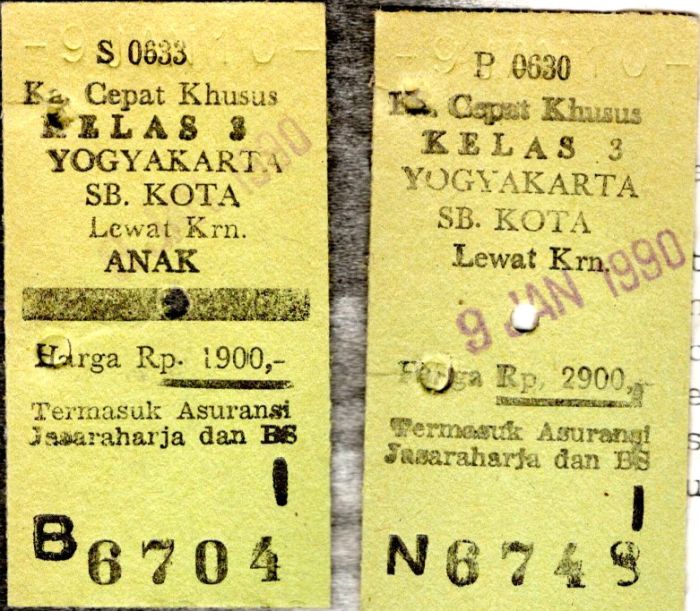 S 0633
Ka. Cepat Khusus
KELAS 3
YOGYAKARTA
SB. KOTA
Lewat Krn.
ANAK
Harga Rp. 1900,-
Termasuk Asuransi
Jasaraharja dan BS
B 6704
P 0630
Ka. Cepat Khusus
KELAS 3
YOGYAKARTA
SB. KOTA
Lewat Krn.
9 JAN 1990
Harga Rp. 2900,-
Termasuk Asuransi
Jasaraharja dan BS
N 6748